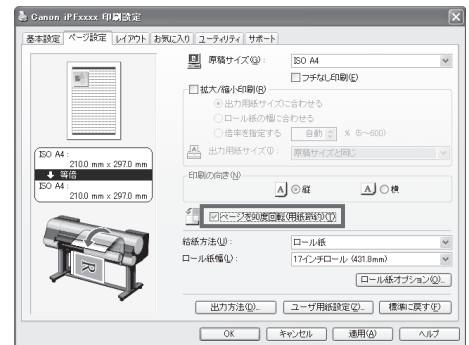 Canon iPFxxxx 印刷設定
基本設定 ページ設定 レイアウト お気に入り ユーティリティ サポート
原稿サイズ(G): ISO A4
フチなし印刷(E)
拡大/縮小印刷(R)
出力用紙サイズに合わせる
ロール紙の幅に合わせる
倍率を指定する 自動 % (5～600)
出力用紙サイズ(I): 原稿サイズと同じ
ISO A4 :
210.0 mm x 297.0 mm
等倍
ISO A4 :
210.0 mm x 297.0 mm
印刷の向き(N)
A 縦 A 横
ページを90度回転(用紙節約)(T)
給紙方法(U): ロール紙
ロール紙幅(L): 17インチロール (431.8mm)
ロール紙オプション(Q)...
出力方法(D)... ユーザ用紙設定(Z)... 標準に戻す(F)
OK キャンセル 適用(A) ヘルプ